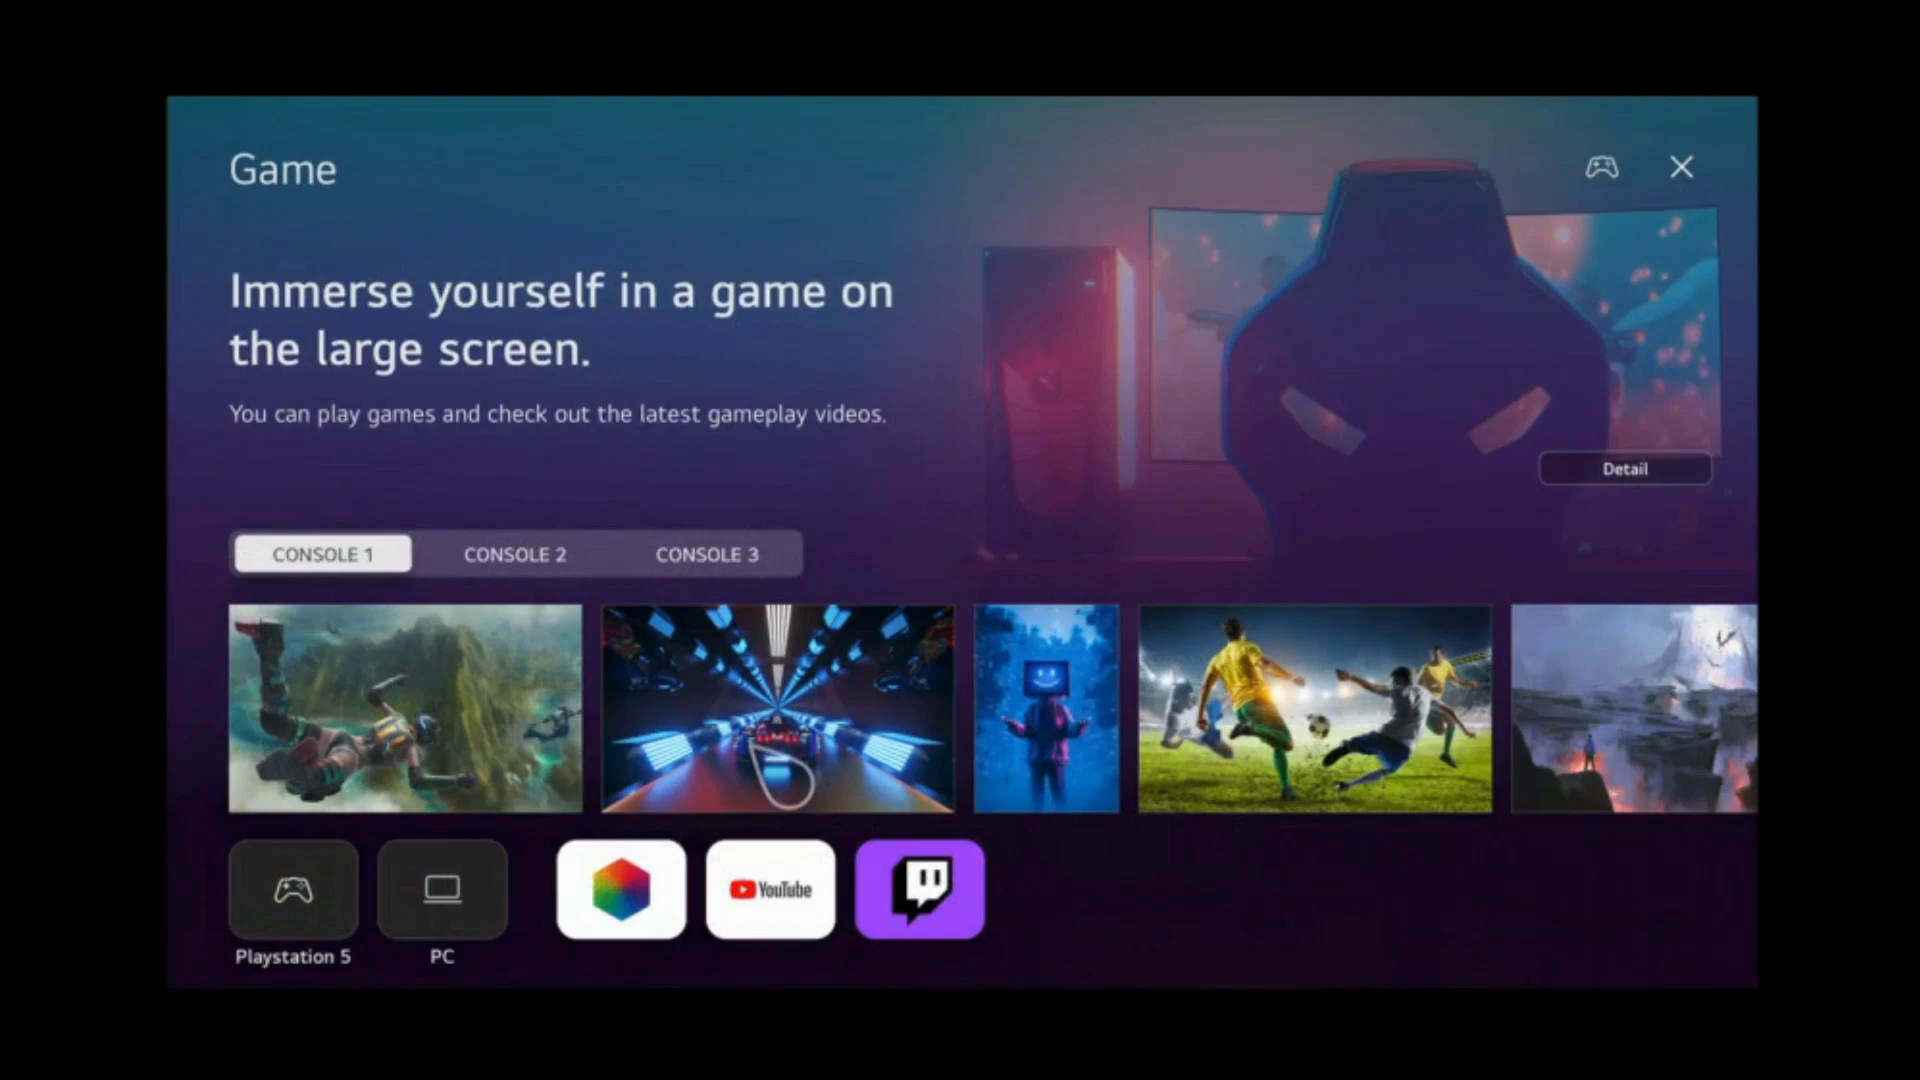 Game
Immerse yourself in a game on
the large screen.
You can play games and check out the latest gameplay videos.
Detail
CONSOLE 1
CONSOLE 2
CONSOLE 3
YouTube
Playstation 5
PC